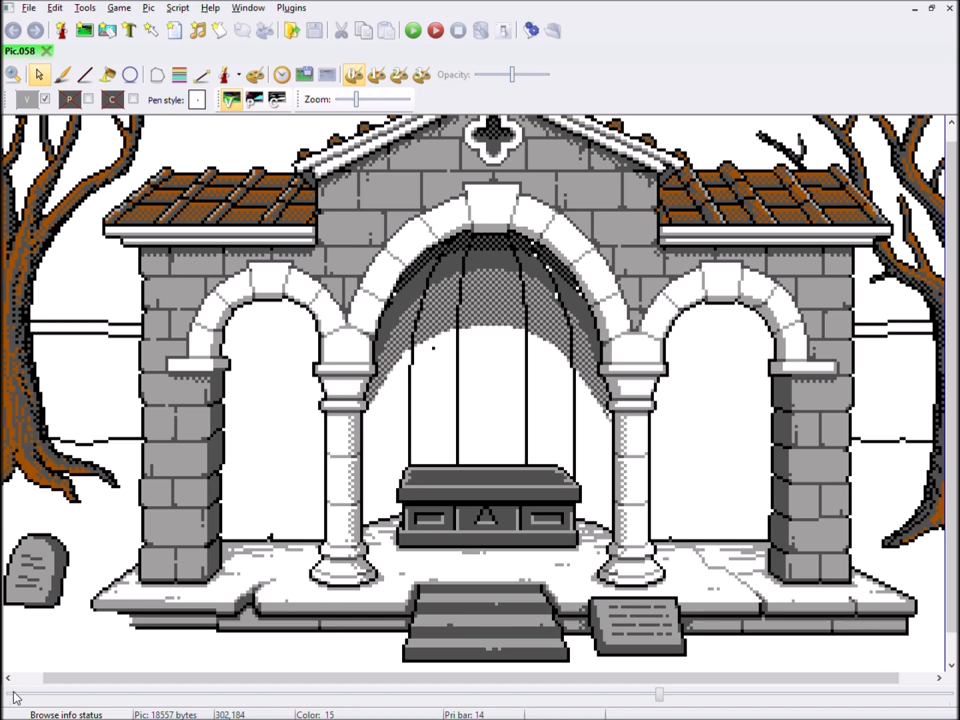 File Edit Tools Game Pic Script Help Window Plugins
Pic.058
Opacity:
V P C Pen style: V P C Zoom:
Browse info status Pic: 18557 bytes 302,184 Color: 15 Pri bar: 14